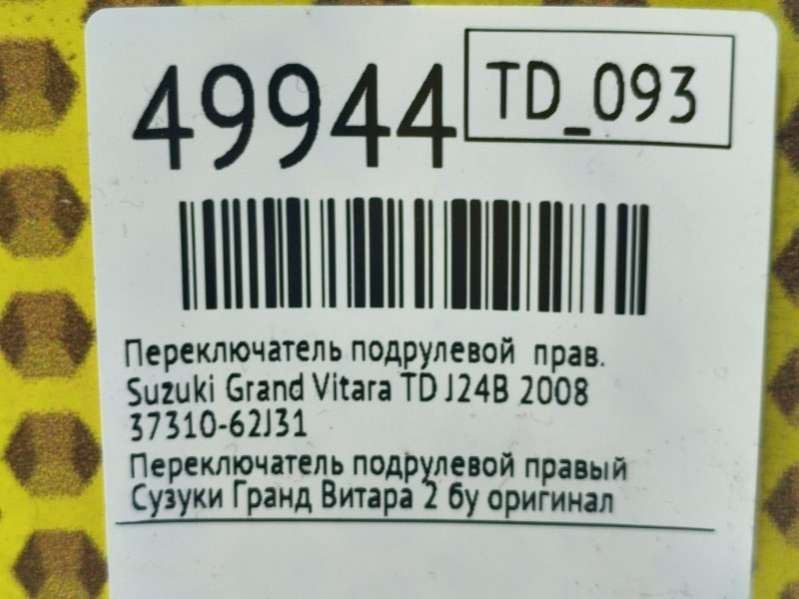 49944
TD_093
Переключатель подрулевой прав.
Suzuki Grand Vitara TD J24B 2008
37310-62J31
Переключатель подрулевой правый
Сузуки Гранд Витара 2 бу оригинал